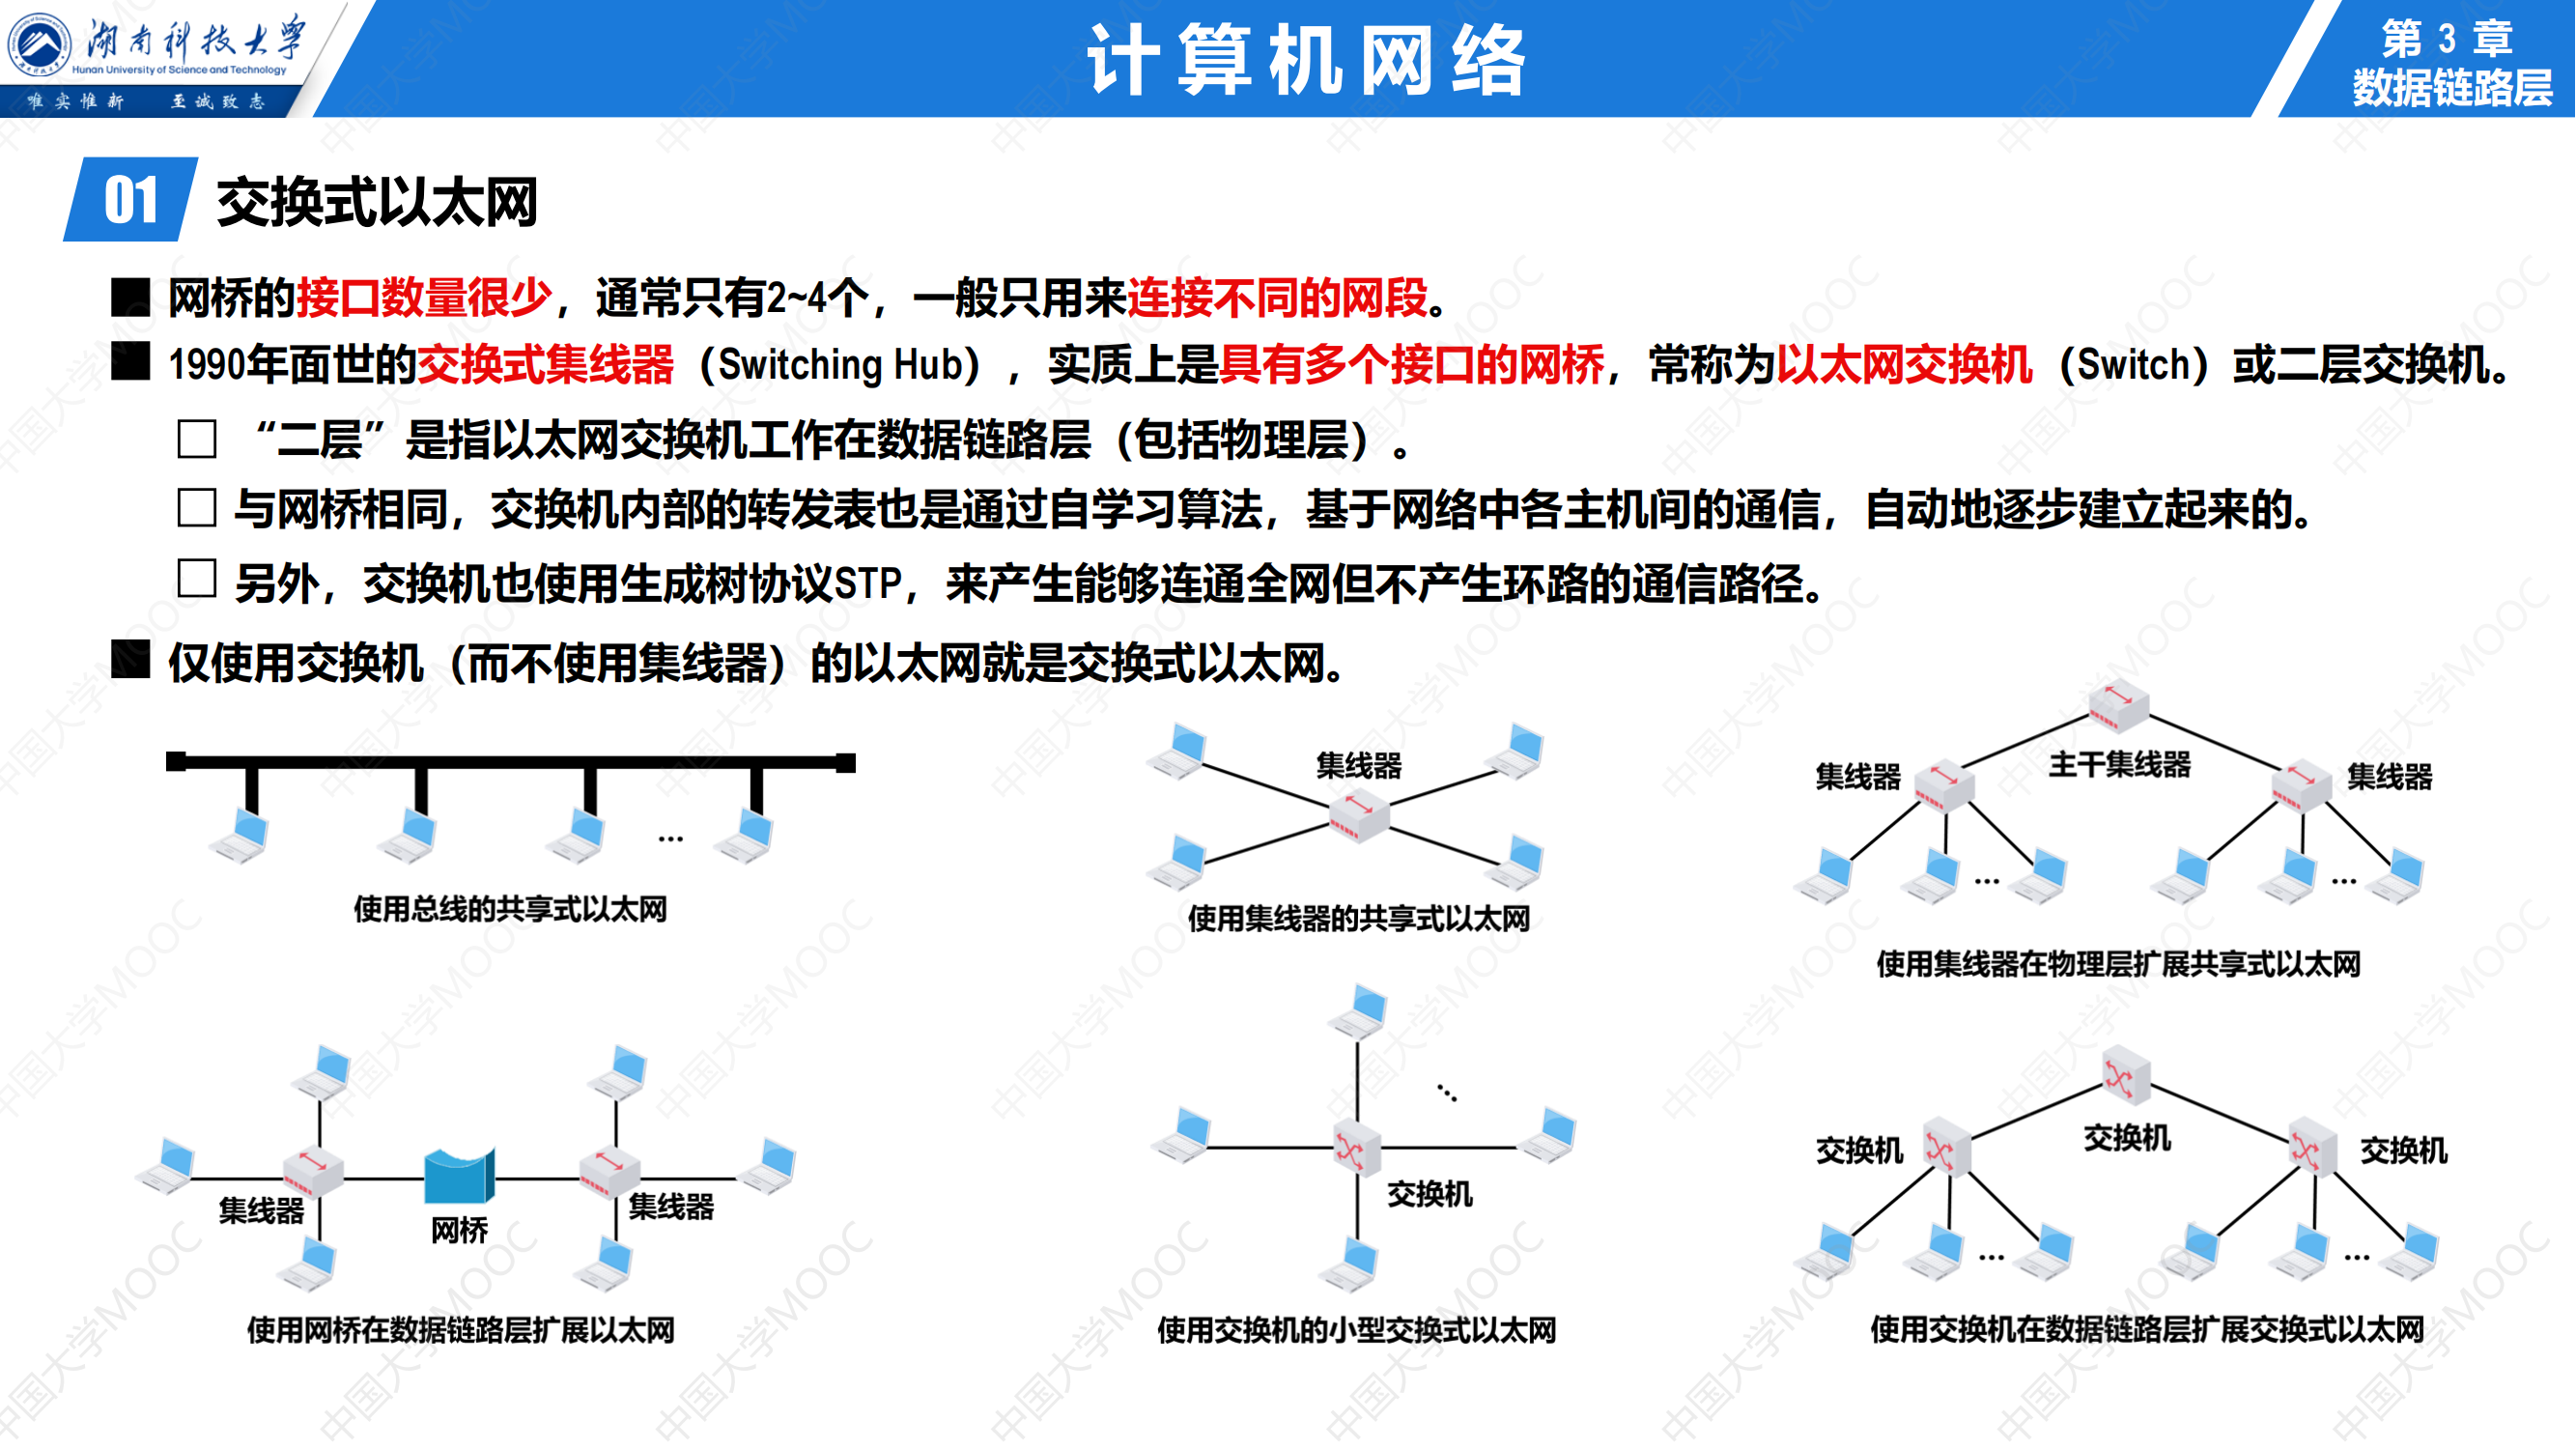 湖南科技大学
Hunan University of Science and Technology
唯实惟新 至诚致志
计算机网络
第 3 章
数据链路层
01 交换式以太网
■ 网桥的接口数量很少，通常只有2~4个，一般只用来连接不同的网段。
■ 1990年面世的交换式集线器（Switching Hub），实质上是具有多个接口的网桥，常称为以太网交换机（Switch）或二层交换机。
□ “二层”是指以太网交换机工作在数据链路层（包括物理层）。
□ 与网桥相同，交换机内部的转发表也是通过自学习算法，基于网络中各主机间的通信，自动地逐步建立起来的。
□ 另外，交换机也使用生成树协议STP，来产生能够连通全网但不产生环路的通信路径。
■ 仅使用交换机（而不使用集线器）的以太网就是交换式以太网。
...
使用总线的共享式以太网
集线器
使用集线器的共享式以太网
主干集线器
集线器
集线器
...
...
使用集线器在物理层扩展共享式以太网
集线器
网桥
集线器
使用网桥在数据链路层扩展以太网
...
交换机
使用交换机的小型交换式以太网
交换机
交换机
交换机
...
...
使用交换机在数据链路层扩展交换式以太网
中国大学MOOC